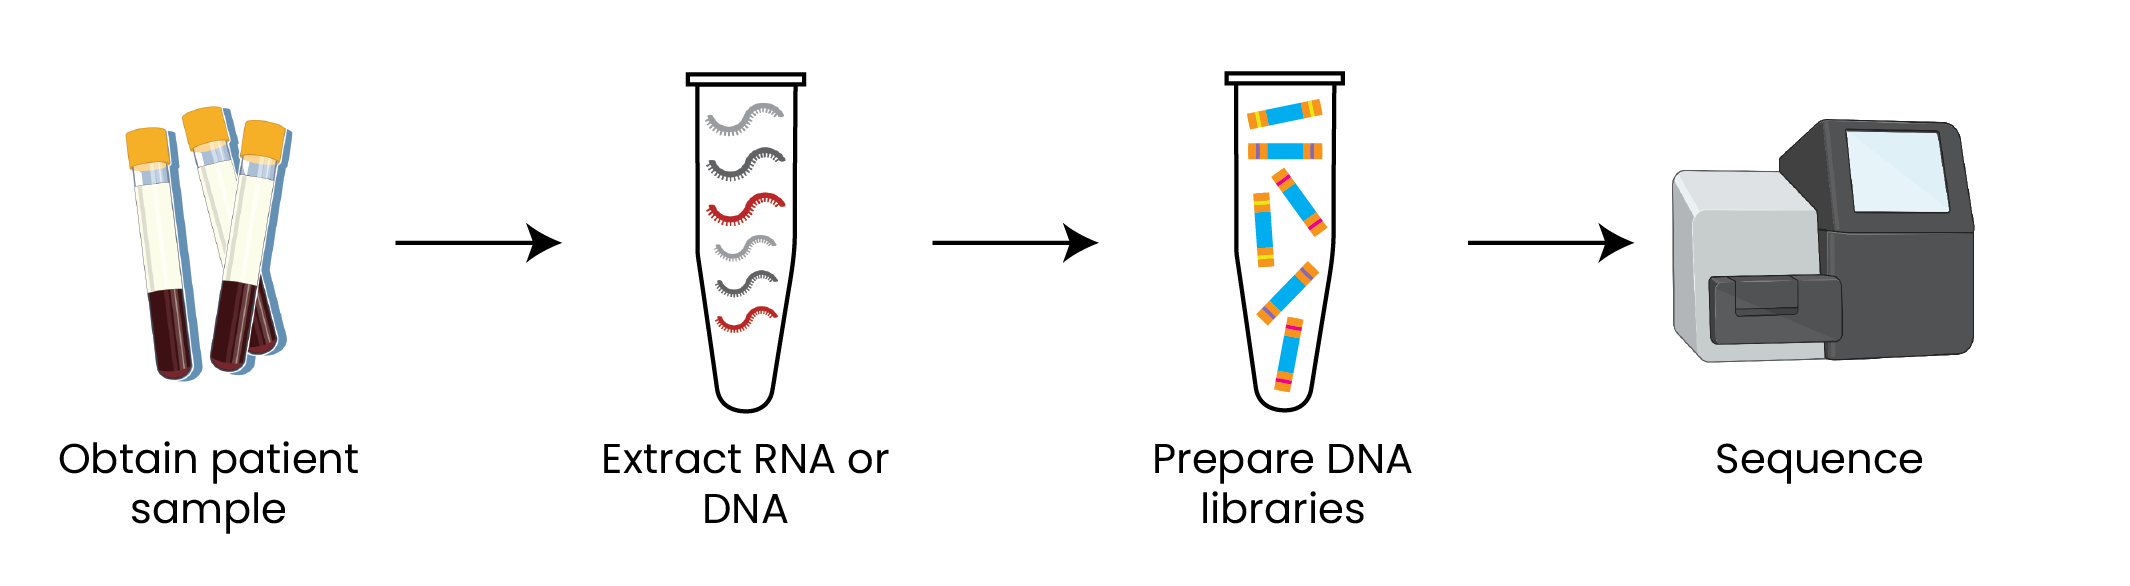 Obtain patient
sample
Extract RNA or
DNA
Prepare DNA
libraries
Sequence